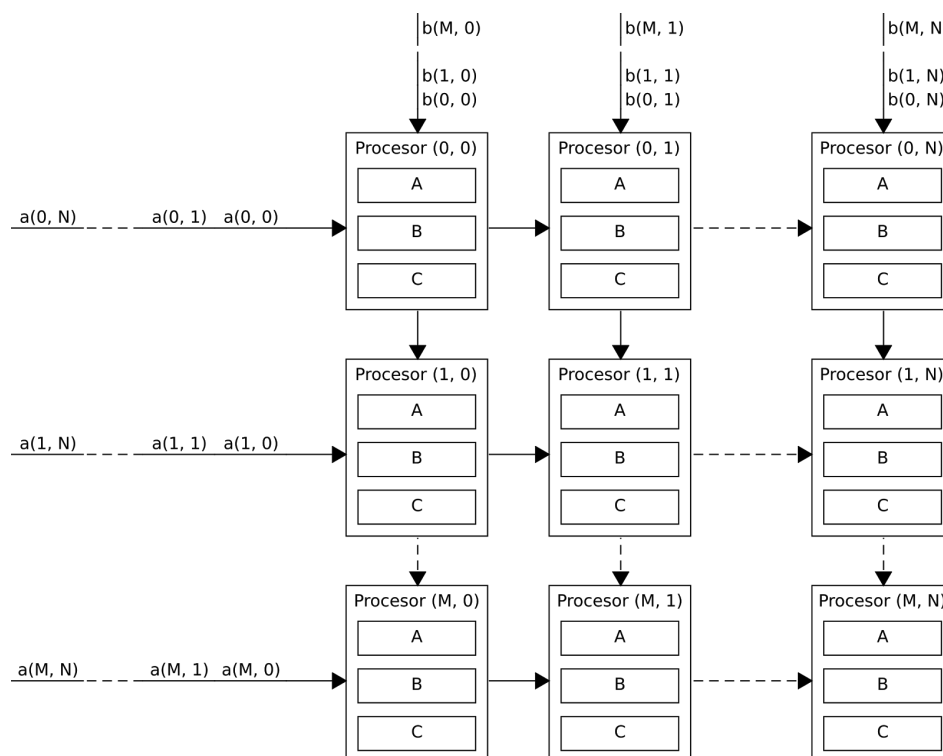 b(M, 0) b(M, 1) b(M, N)
b(1, 0) b(1, 1) b(1, N)
b(0, 0) b(0, 1) b(0, N)
Procesor (0, 0) Procesor (0, 1) Procesor (0, N)
A A A
a(0, N) a(0, 1) a(0, 0) B B B
C C C
Procesor (1, 0) Procesor (1, 1) Procesor (1, N)
A A A
a(1, N) a(1, 1) a(1, 0) B B B
C C C
Procesor (M, 0) Procesor (M, 1) Procesor (M, N)
A A A
a(M, N) a(M, 1) a(M, 0) B B B
C C C